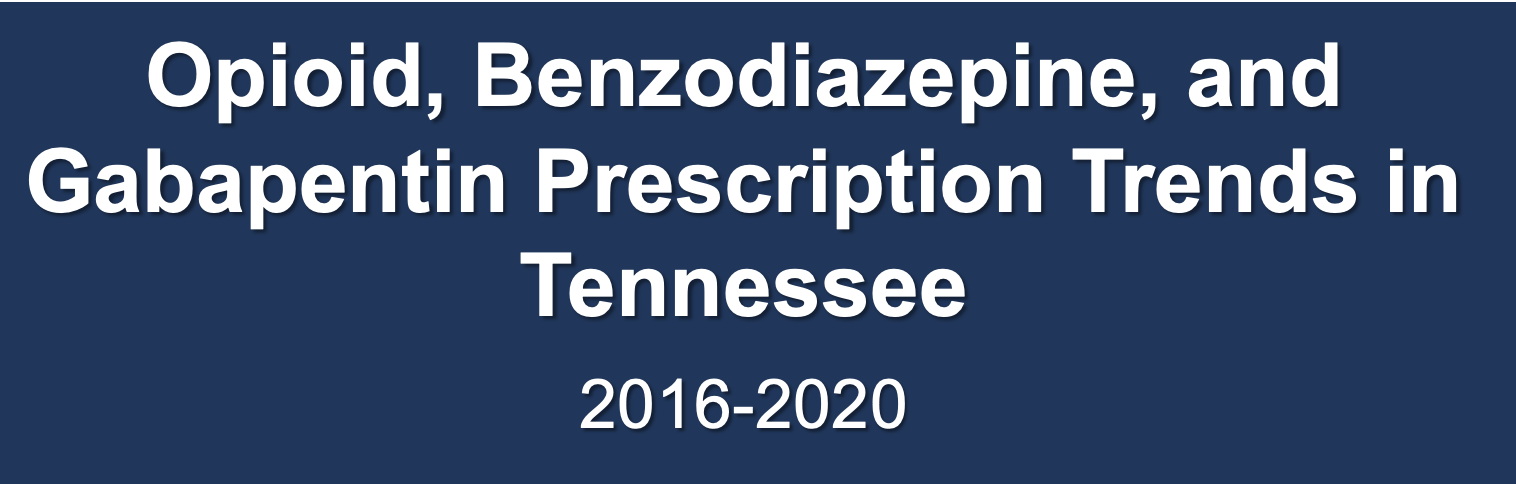 Opioid, Benzodiazepine, and
Gabapentin Prescription Trends in
Tennessee
2016-2020